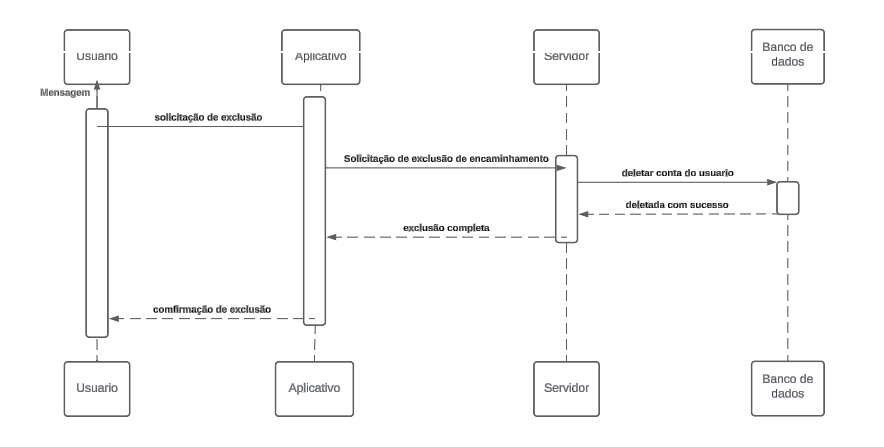 Usuario
Aplicativo
Servidor
Banco de
dados
Mensagem
solicitação de exclusão
Solicitação de exclusão de encaminhamento
deletar conta do usuario
deletada com sucesso
exclusão completa
comfirmação de exclusão
Usuario
Aplicativo
Servidor
Banco de
dados